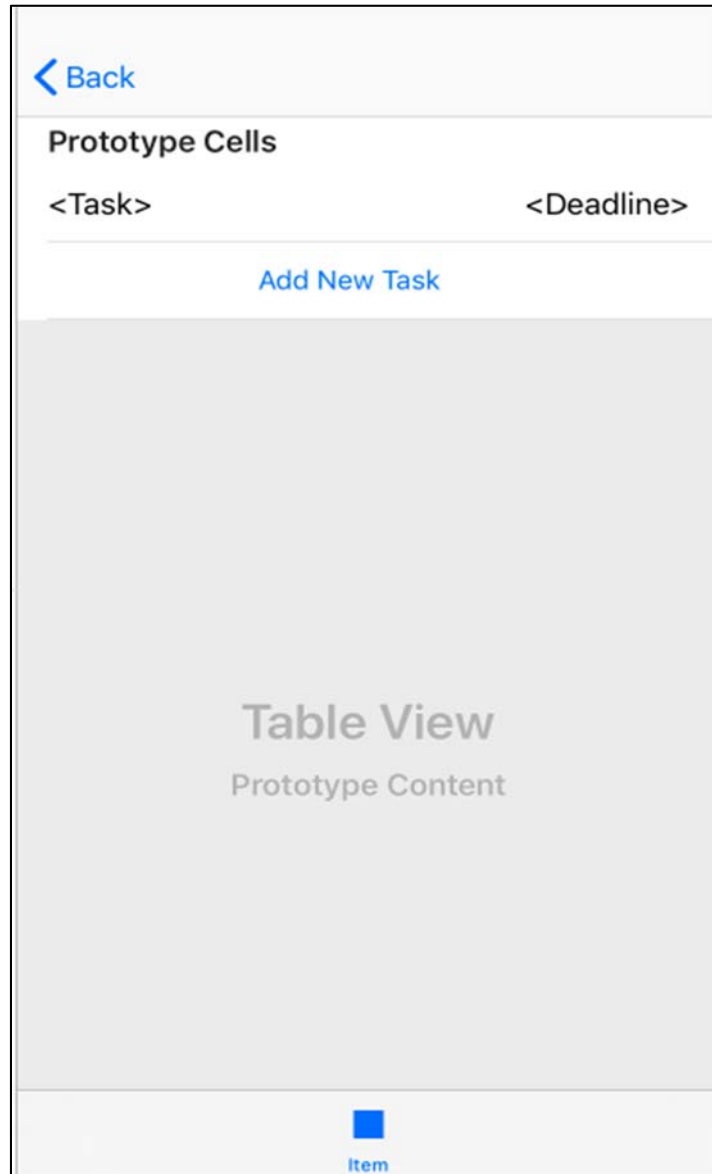 Back
Prototype Cells
<Task> <Deadline>
Add New Task
Table View
Prototype Content
Item